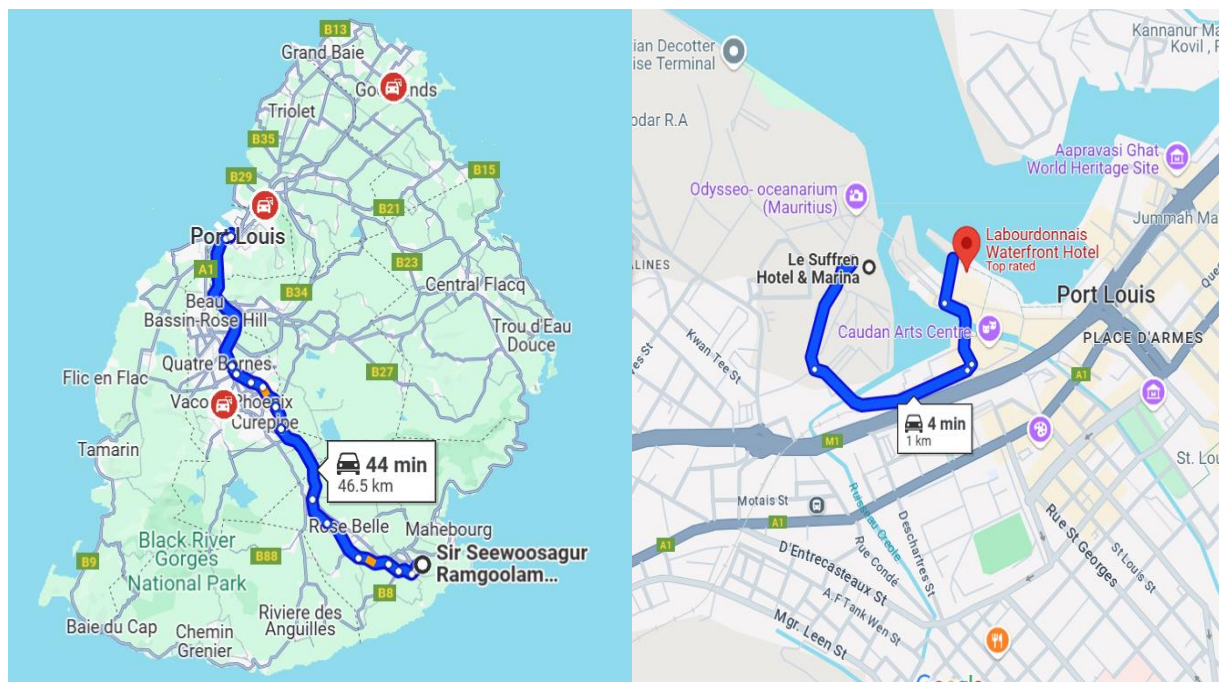 B13
Grand Baie
Triolet
B35
B29
B15
B21
Port Louis
A1
B23
B34
Central Flacq
Beau
Bassin-Rose Hill
Trou d'Eau
Douce
Quatre Bornes
Flic en Flac
B27
Phoenix
Curepipe
Tamarin
44 min
46.5 km
Rose Belle
Mahebourg
Black River
Gorges
National Park
B88
Sir Seewoosagur
Ramgoolam...
B9
B8
Riviere des
Anguilles
Baie du Cap
Chemin
Grenier
Kannanur Ma
Kovil , P
ian Decotter
ise Terminal
odar R.A
Aapravasi Ghat
World Heritage Site
Odysseo- oceanarium
(Mauritius)
Jummah Ma
Labourdonnais
Waterfront Hotel
Top rated
Le Suffren
Hotel & Marina
ALINES
Que
Port Louis
Caudan Arts Centre
PLACE D'ARMES
Kwan Tee St
A1
4 min
1 km
M1
St. Lou
Motais St
A1
Ruisseau Creole
Deschartres St
Rue St Georges
A1
D'Entrecasteaux St
Rue Condé
St Louis St
A.F Tank Wen St
Mgr. Leen St
Google